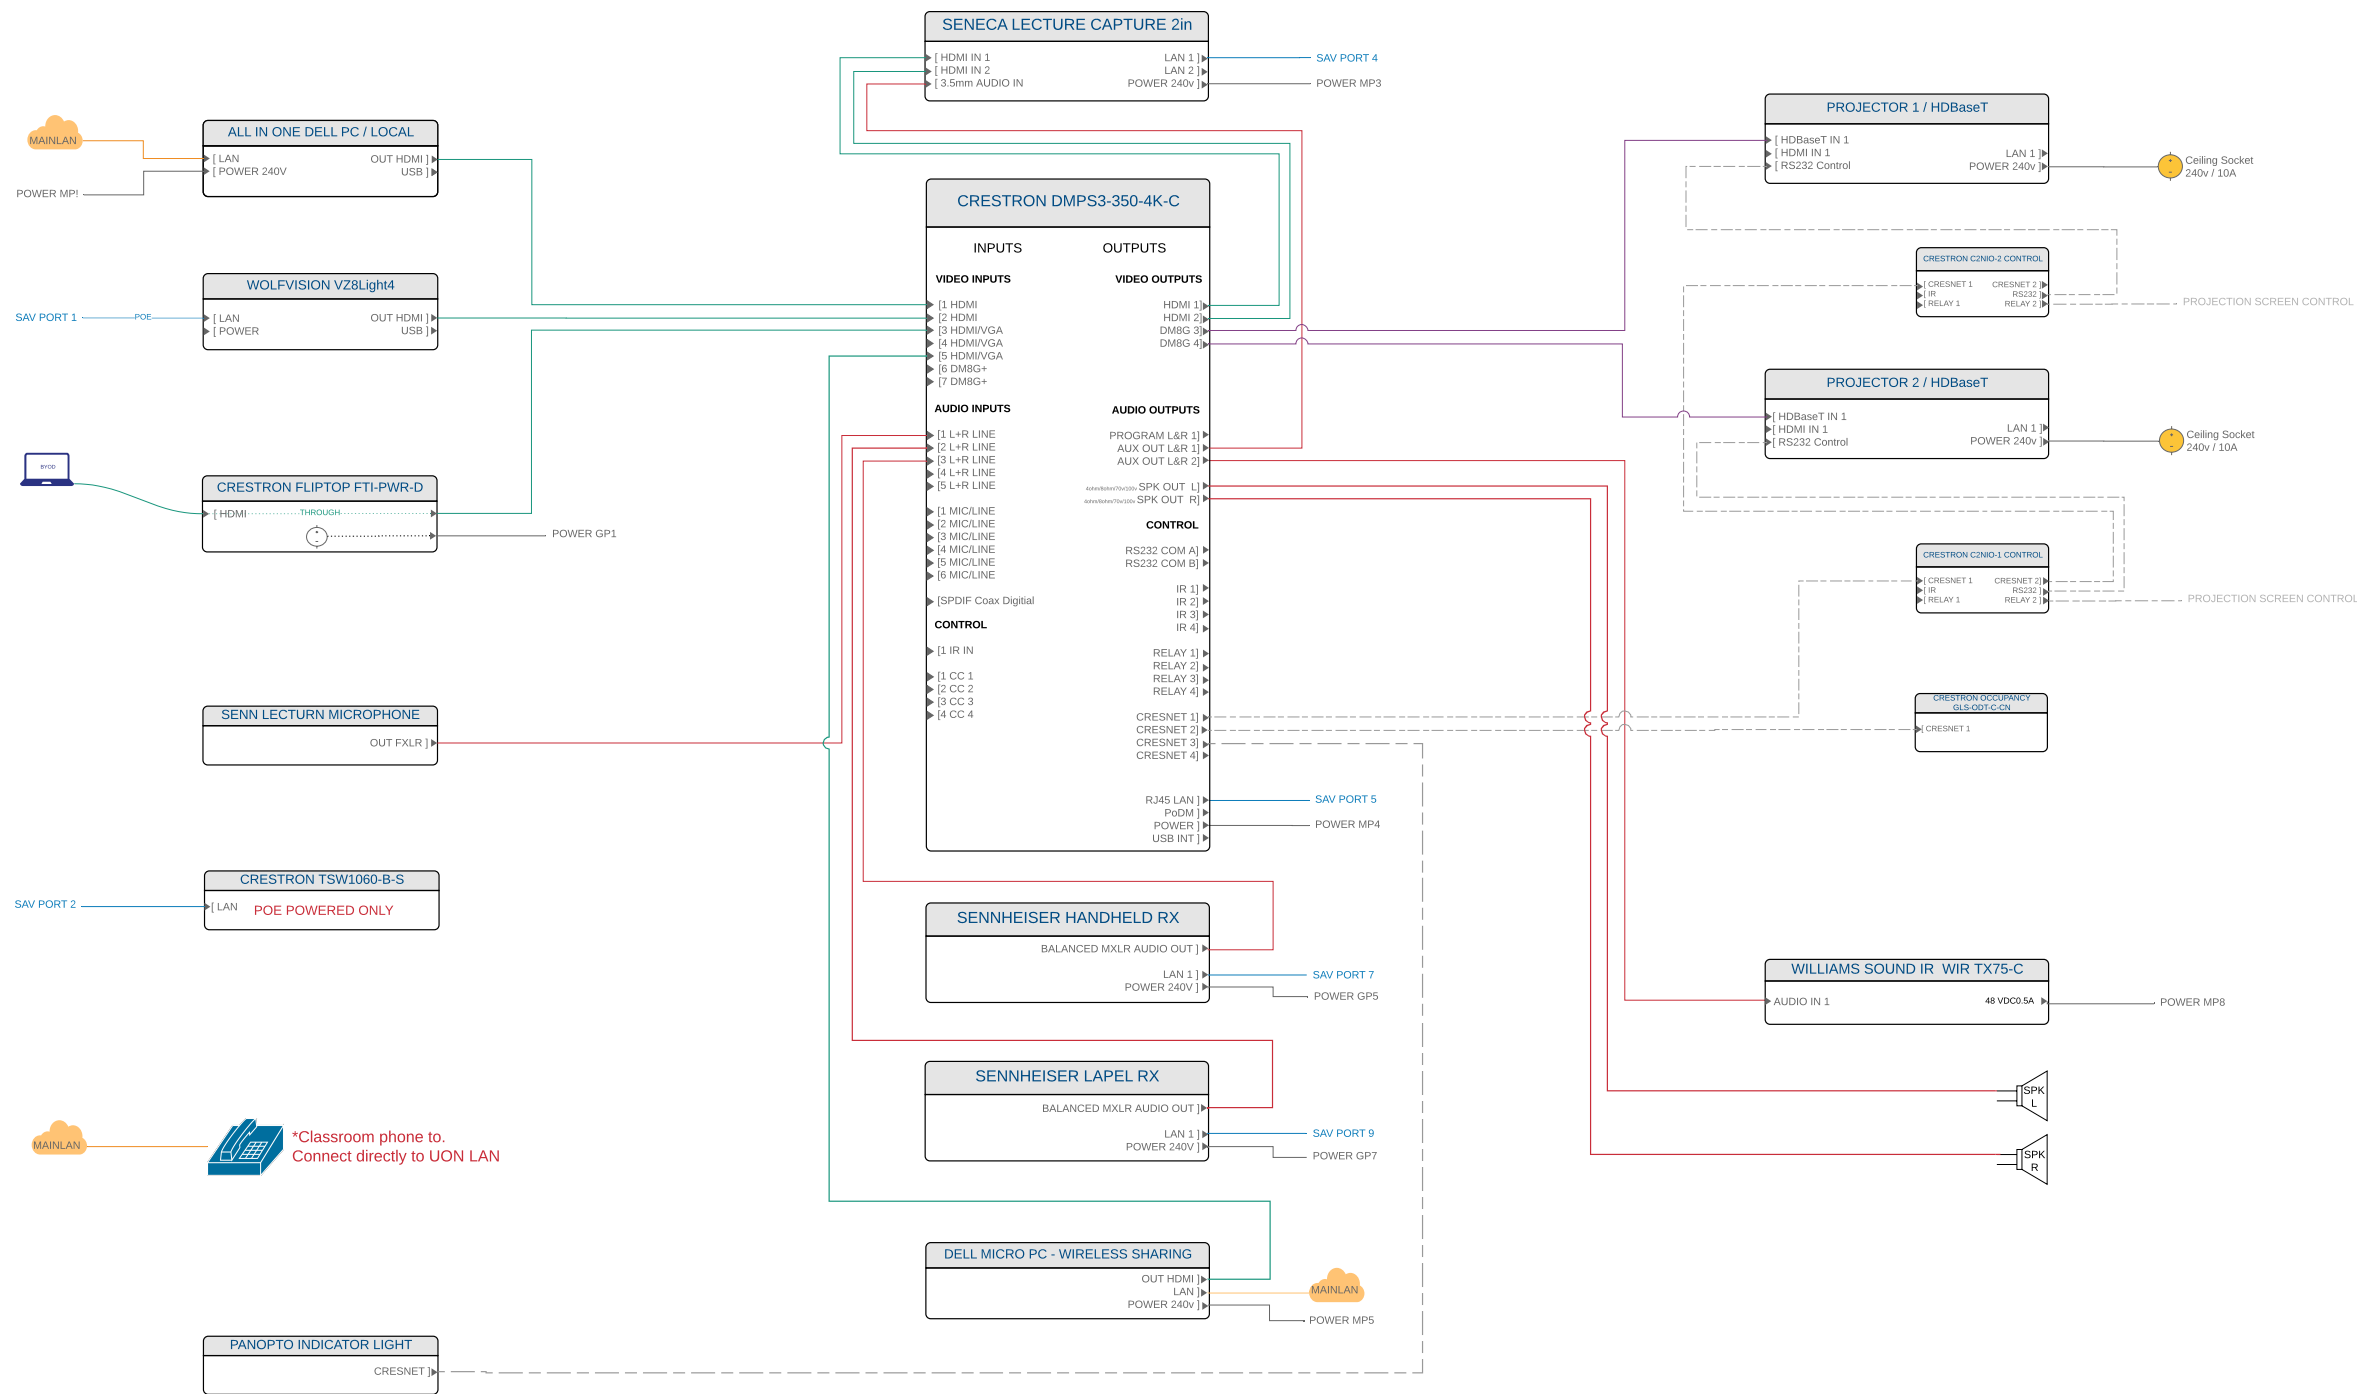 SENECA LECTURE CAPTURE 2in
[ HDMI IN 1
[ HDMI IN 2
[ 3.5mm AUDIO IN
LAN 1 ]
LAN 2 ]
POWER 240v ]
SAV PORT 4
POWER MP3
MAINLAN
POWER MP!
ALL IN ONE DELL PC / LOCAL
[ LAN
[ POWER 240V
OUT HDMI ]
USB ]
SAV PORT 1
POE
WOLFVISION VZ8Light4
[ LAN
[ POWER
OUT HDMI ]
USB ]
BYOD
CRESTRON FLIPTOP FTI-PWR-D
[ HDMI
THROUGH
+
-
POWER GP1
SENN LECTURN MICROPHONE
OUT FXLR ]
SAV PORT 2
CRESTRON TSW1060-B-S
[ LAN
POE POWERED ONLY
MAINLAN
*Classroom phone to.
Connect directly to UON LAN
PANOPTO INDICATOR LIGHT
CRESNET ]
CRESTRON DMPS3-350-4K-C
INPUTS
OUTPUTS
VIDEO INPUTS
[1 HDMI
[2 HDMI
[3 HDMI/VGA
[4 HDMI/VGA
[5 HDMI/VGA
[6 DM8G+
[7 DM8G+
AUDIO INPUTS
[1 L+R LINE
[2 L+R LINE
[3 L+R LINE
[4 L+R LINE
[5 L+R LINE
[1 MIC/LINE
[2 MIC/LINE
[3 MIC/LINE
[4 MIC/LINE
[5 MIC/LINE
[6 MIC/LINE
[SPDIF Coax Digitial
CONTROL
[1 IR IN
[1 CC 1
[2 CC 2
[3 CC 3
[4 CC 4
VIDEO OUTPUTS
HDMI 1]
HDMI 2]
DM8G 3]
DM8G 4]
AUDIO OUTPUTS
PROGRAM L&R 1]
AUX OUT L&R 1]
AUX OUT L&R 2]
4ohm/8ohm/70v/100v SPK OUT L]
4ohm/8ohm/70v/100v SPK OUT R]
CONTROL
RS232 COM A]
RS232 COM B]
IR 1]
IR 2]
IR 3]
IR 4]
RELAY 1]
RELAY 2]
RELAY 3]
RELAY 4]
CRESNET 1]
CRESNET 2]
CRESNET 3]
CRESNET 4]
RJ45 LAN ]
PoDM ]
POWER ]
USB INT ]
SAV PORT 5
POWER MP4
SENNHEISER HANDHELD RX
BALANCED MXLR AUDIO OUT ]
LAN 1 ]
POWER 240V ]
SAV PORT 7
POWER GP5
SENNHEISER LAPEL RX
BALANCED MXLR AUDIO OUT ]
LAN 1 ]
POWER 240V ]
SAV PORT 9
POWER GP7
DELL MICRO PC - WIRELESS SHARING
OUT HDMI ]
LAN ]
POWER 240v ]
MAINLAN
POWER MP5
PROJECTOR 1 / HDBaseT
[ HDBaseT IN 1
[ HDMI IN 1
[ RS232 Control
LAN 1 ]
POWER 240v ]
+
-
Ceiling Socket
240v / 10A
CRESTRON C2NIO-2 CONTROL
[ CRESNET 1
[ IR
[ RELAY 1
CRESNET 2 ]
RS232 ]
RELAY 2 ]
PROJECTION SCREEN CONTROL
PROJECTOR 2 / HDBaseT
[ HDBaseT IN 1
[ HDMI IN 1
[ RS232 Control
LAN 1 ]
POWER 240v ]
+
-
Ceiling Socket
240v / 10A
CRESTRON C2NIO-1 CONTROL
[ CRESNET 1
[ IR
[ RELAY 1
CRESNET 2]
RS232 ]
RELAY 2 ]
PROJECTION SCREEN CONTROL
CRESTRON OCCUPANCY
GLS-ODT-C-CN
[ CRESNET 1
WILLIAMS SOUND IR WIR TX75-C
AUDIO IN 1
48 VDC0.5A
POWER MP8
SPK
L
SPK
R